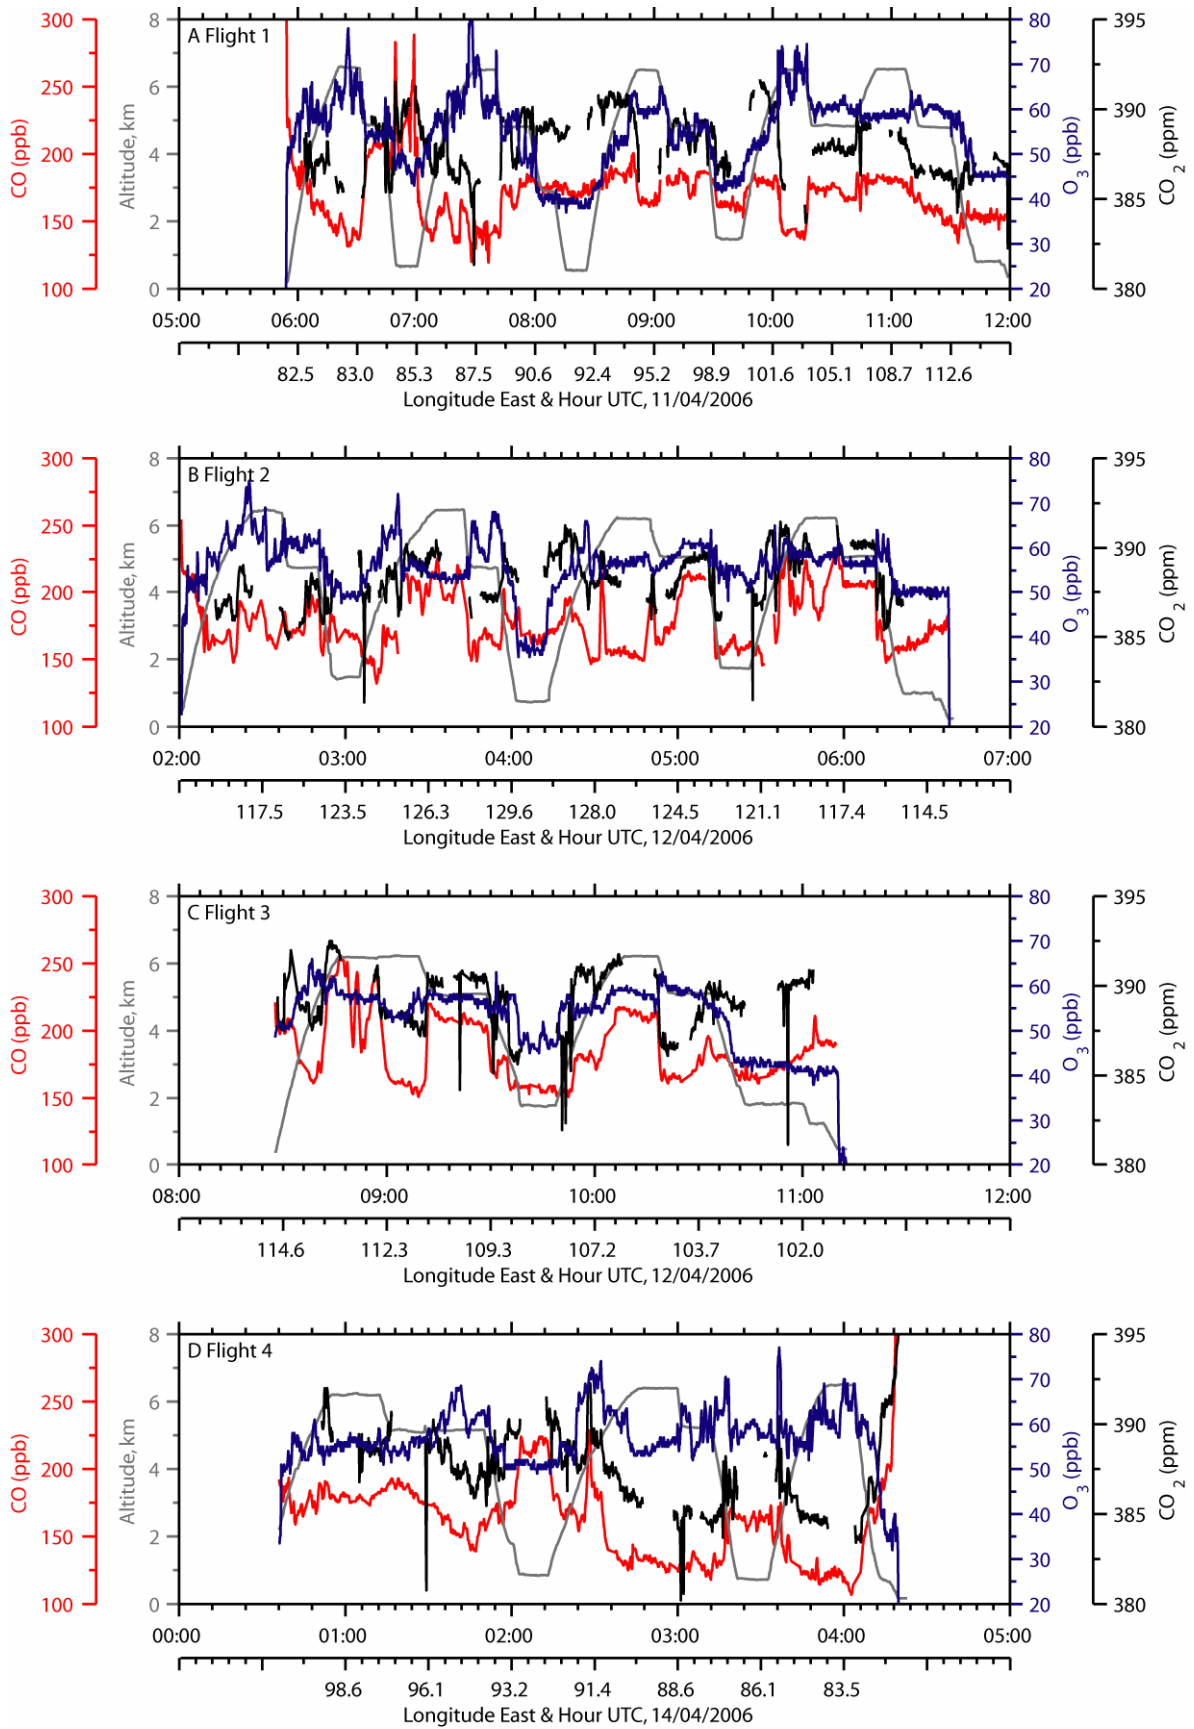 A Flight 1
300
250
200
150
100
CO (ppb)
8
6
4
2
0
Altitude, km
80
70
60
50
40
30
20
O3 (ppb)
395
390
385
380
CO2 (ppm)
05:00 06:00 07:00 08:00 09:00 10:00 11:00 12:00
82.5 83.0 85.3 87.5 90.6 92.4 95.2 98.9 101.6 105.1 108.7 112.6
Longitude East & Hour UTC, 11/04/2006
B Flight 2
300
250
200
150
100
CO (ppb)
8
6
4
2
0
Altitude, km
80
70
60
50
40
30
20
O3 (ppb)
395
390
385
380
CO2 (ppm)
02:00 03:00 04:00 05:00 06:00 07:00
117.5 123.5 126.3 129.6 128.0 124.5 121.1 117.4 114.5
Longitude East & Hour UTC, 12/04/2006
C Flight 3
300
250
200
150
100
CO (ppb)
8
6
4
2
0
Altitude, km
80
70
60
50
40
30
20
O3 (ppb)
395
390
385
380
CO2 (ppm)
08:00 09:00 10:00 11:00 12:00
114.6 112.3 109.3 107.2 103.7 102.0
Longitude East & Hour UTC, 12/04/2006
D Flight 4
300
250
200
150
100
CO (ppb)
8
6
4
2
0
Altitude, km
80
70
60
50
40
30
20
O3 (ppb)
395
390
385
380
CO2 (ppm)
00:00 01:00 02:00 03:00 04:00 05:00
98.6 96.1 93.2 91.4 88.6 86.1 83.5
Longitude East & Hour UTC, 14/04/2006